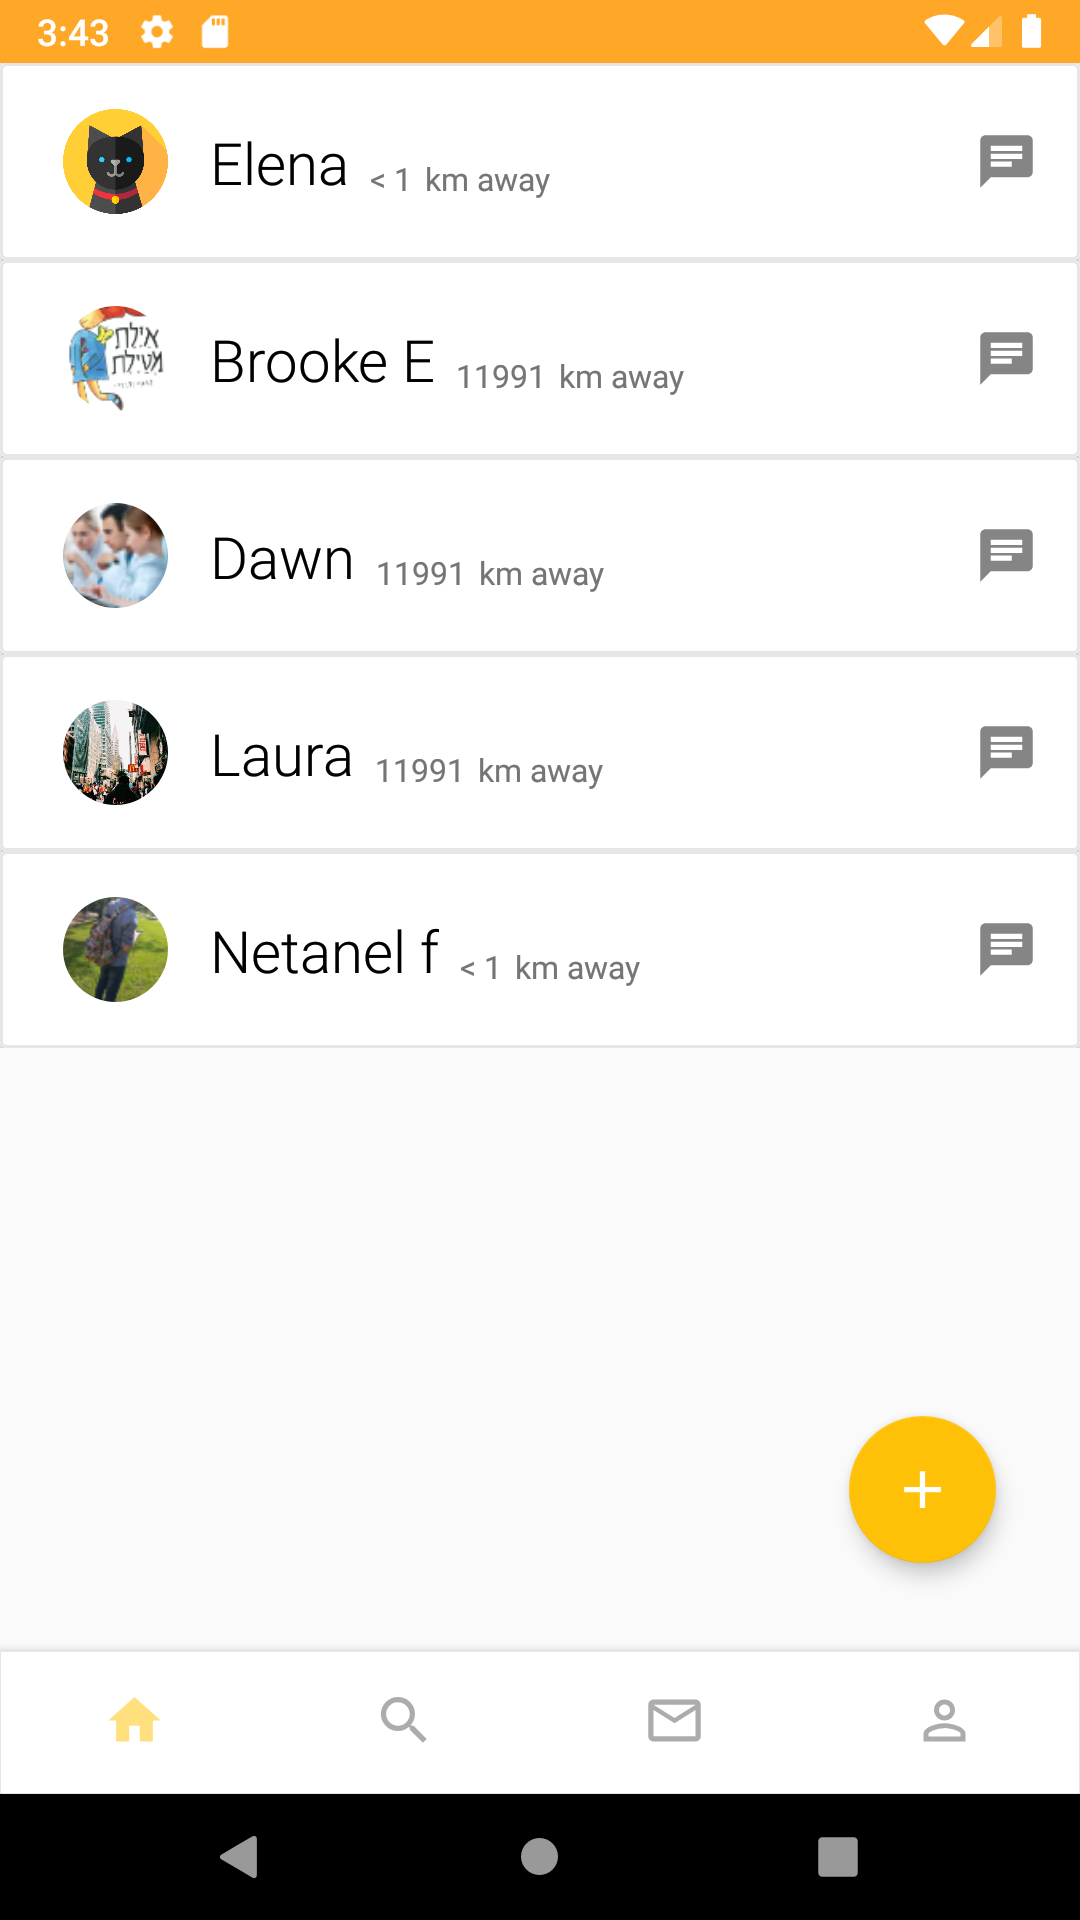 3:43
Elena < 1 km away
אילת
מטילת
Brooke E 11991 km away
Dawn 11991 km away
Laura 11991 km away
Netanel f < 1 km away